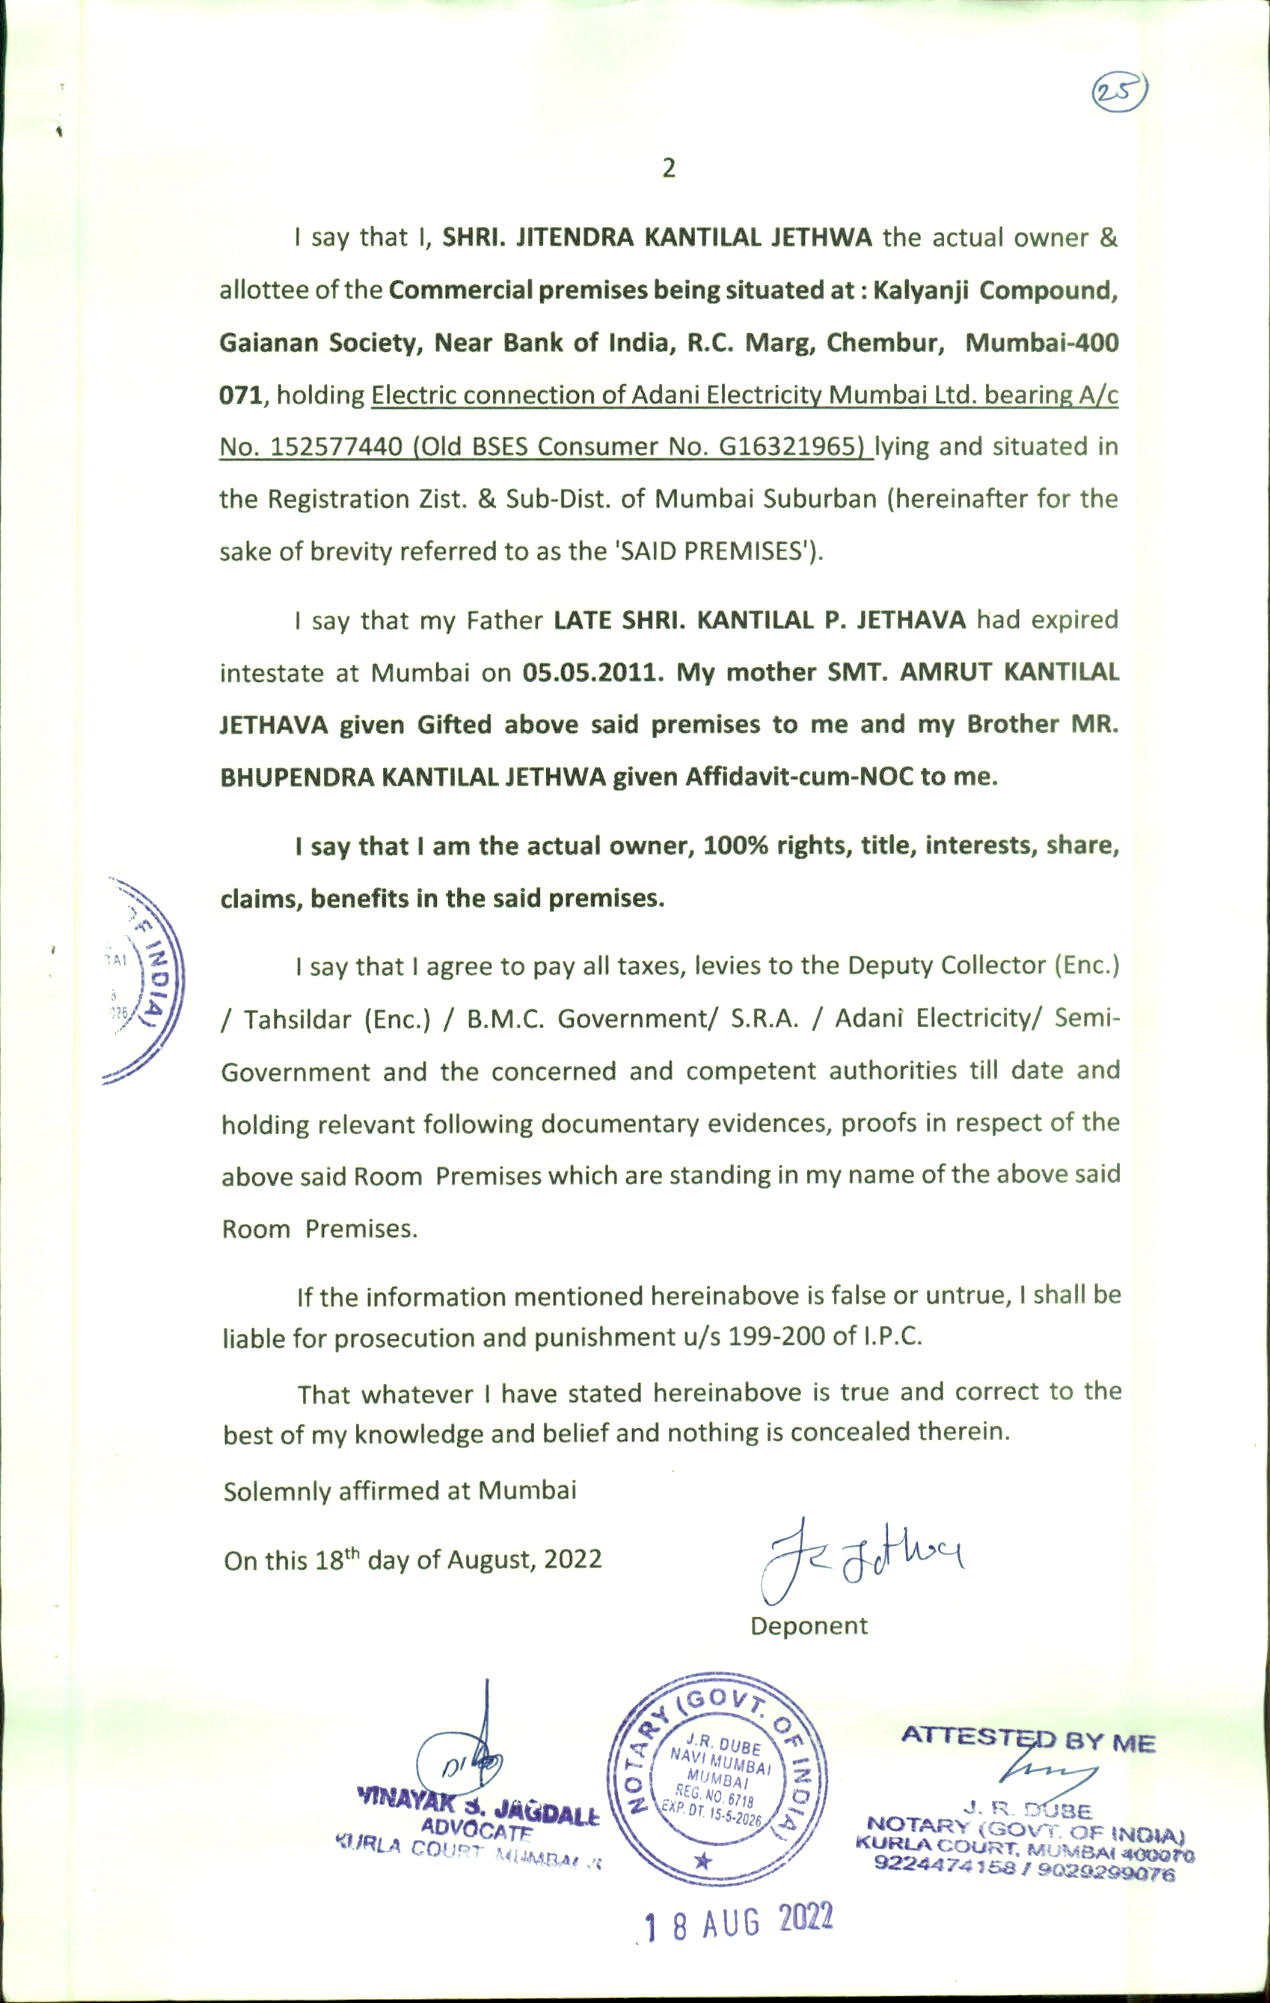 25
2
I say that I, SHRI. JITENDRA KANTILAL JETHWA the actual owner &
allottee of the Commercial premises being situated at : Kalyanji Compound,
Gaianan Society, Near Bank of India, R.C. Marg, Chembur, Mumbai-400
071, holding Electric connection of Adani Electricity Mumbai Ltd. bearing A/c
No. 152577440 (Old BSES Consumer No. G16321965) lying and situated in
the Registration Zist. & Sub-Dist. of Mumbai Suburban (hereinafter for the
sake of brevity referred to as the 'SAID PREMISES').
I say that my Father LATE SHRI. KANTILAL P. JETHAVA had expired
intestate at Mumbai on 05.05.2011. My mother SMT. AMRUT KANTILAL
JETHAVA given Gifted above said premises to me and my Brother MR.
BHUPENDRA KANTILAL JETHWA given Affidavit-cum-NOC to me.
I say that I am the actual owner, 100% rights, title, interests, share,
claims, benefits in the said premises.
OF INDIA)
I say that I agree to pay all taxes, levies to the Deputy Collector (Enc.)
/ Tahsildar (Enc.) / B.M.C. Government/ S.R.A. / Adani Electricity/ Semi-
Government and the concerned and competent authorities till date and
holding relevant following documentary evidences, proofs in respect of the
above said Room Premises which are standing in my name of the above said
Room Premises.
If the information mentioned hereinabove is false or untrue, I shall be
liable for prosecution and punishment u/s 199-200 of I.P.C.
That whatever I have stated hereinabove is true and correct to the
best of my knowledge and belief and nothing is concealed therein.
Solemnly affirmed at Mumbai
On this 18th day of August, 2022
Jethwa
Deponent
VINAYAK S. JAGDALE
ADVOCATE
KURLA COURT MUMBAI
NOTARY (GOVT. OF INDIA)
J.R. DUBE
NAVI MUMBAI
MUMBAI
REG. NO. 6718
EXP. DT. 15-5-2026
ATTESTED BY ME
J. R. DUBE
NOTARY (GOVT. OF INDIA)
KURLA COURT, MUMBAI 400070
9224474158 / 9029299076
18 AUG 2022